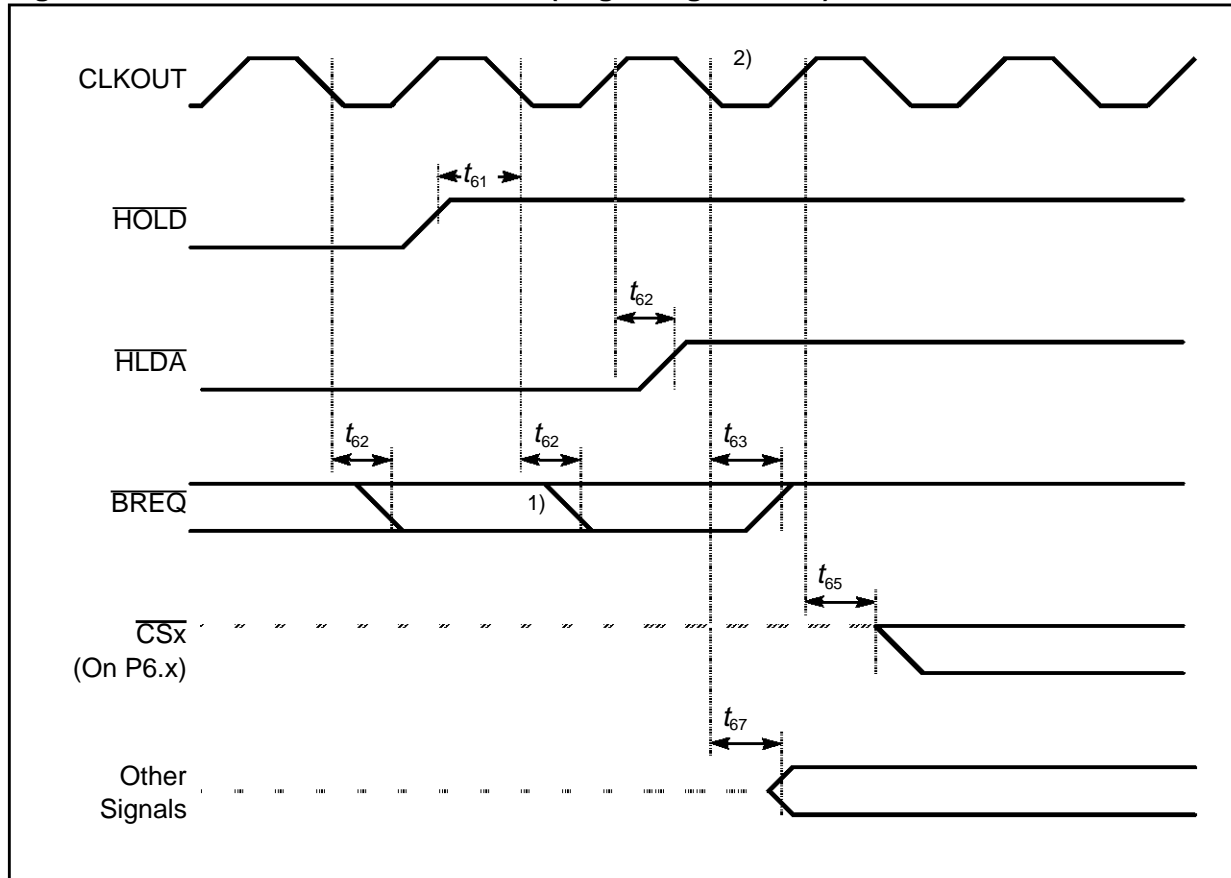 CLKOUT
2)
t61
HOLD
t62
HLDA
t62
t62
t63
BREQ
1)
t65
CSx
(On P6.x)
t67
Other
Signals